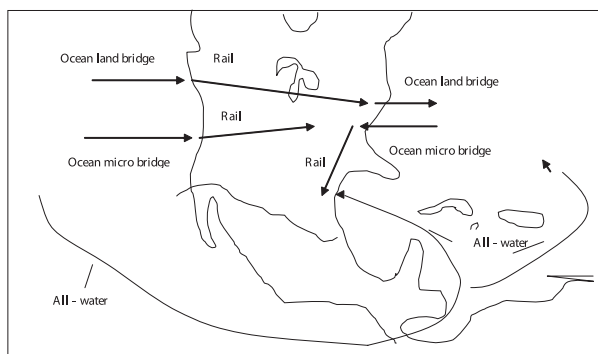 Ocean land bridge
Rail
Ocean land bridge
Rail
Ocean micro bridge
Rail
Ocean micro bridge
All - water
All - water